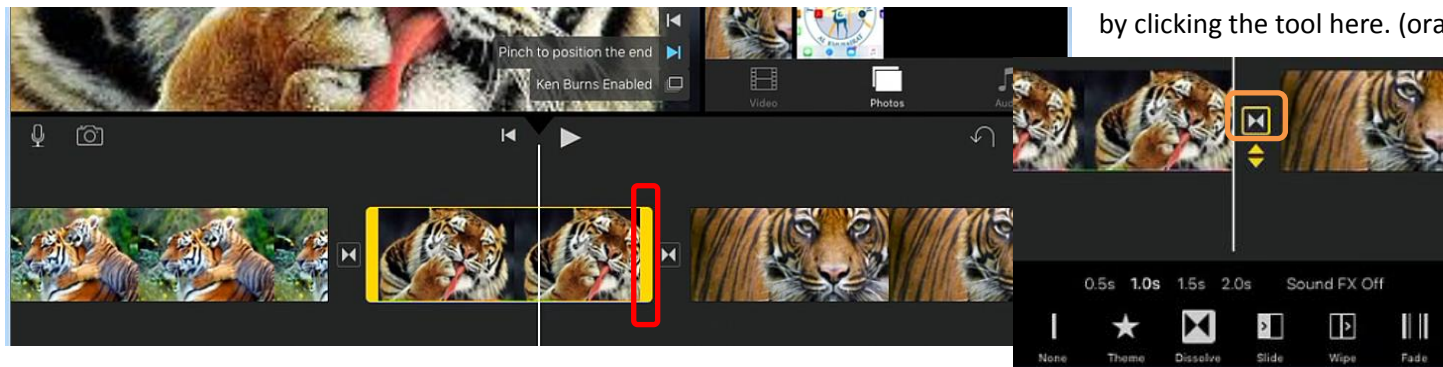 by clicking the tool here. (ora
Pinch to position the end
Ken Burns Enabled
Video
Photos
0.5s 1.0s 1.5s 2.0s Sound FX Off
None Theme Dissolve Slide Wipe Fade